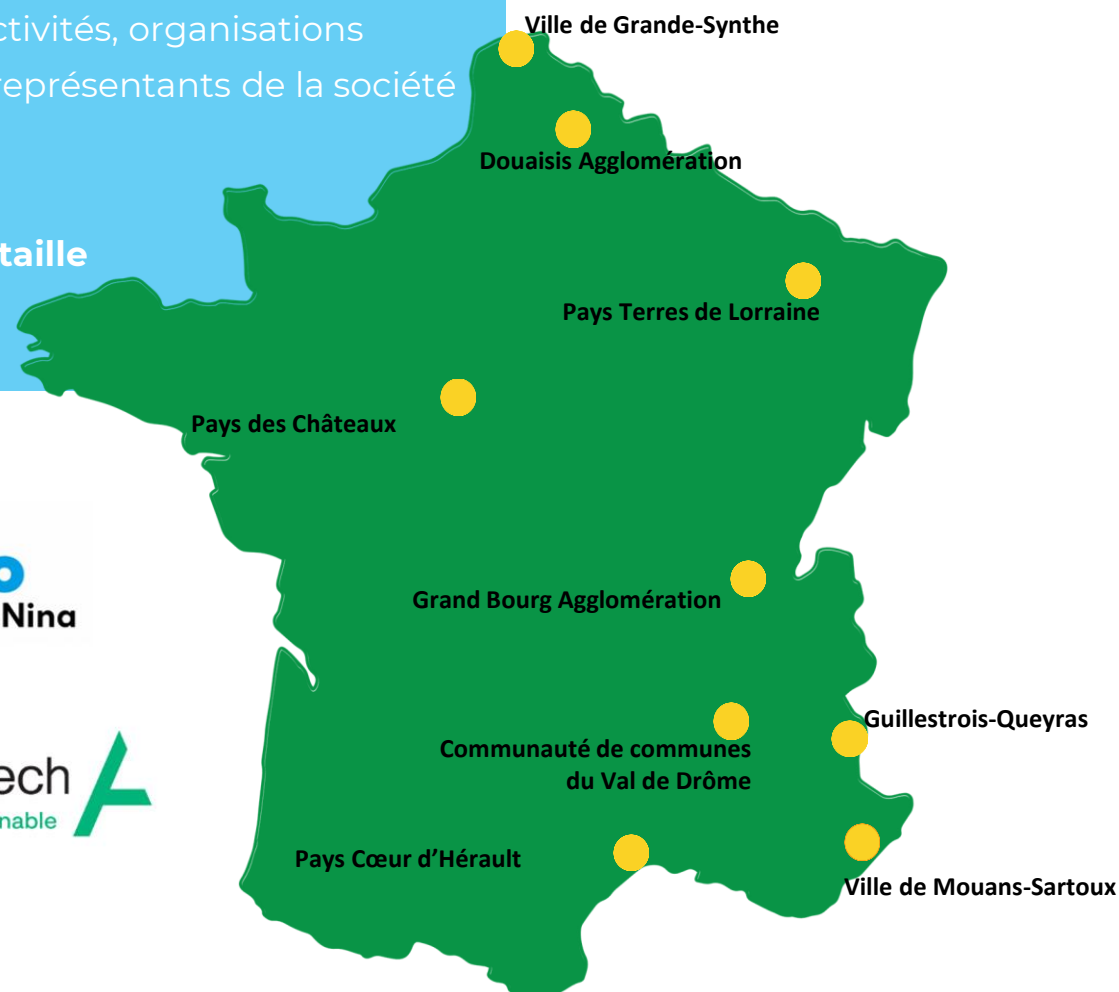 ctivités, organisations
représentants de la société
taille
Ville de Grande-Synthe
Douaisis Agglomération
Pays Terres de Lorraine
Pays des Châteaux
Nina
Grand Bourg Agglomération
Guillestrois-Queyras
Communauté de communes
du Val de Drôme
ech
nable
Pays Cœur d’Hérault
Ville de Mouans-Sartoux